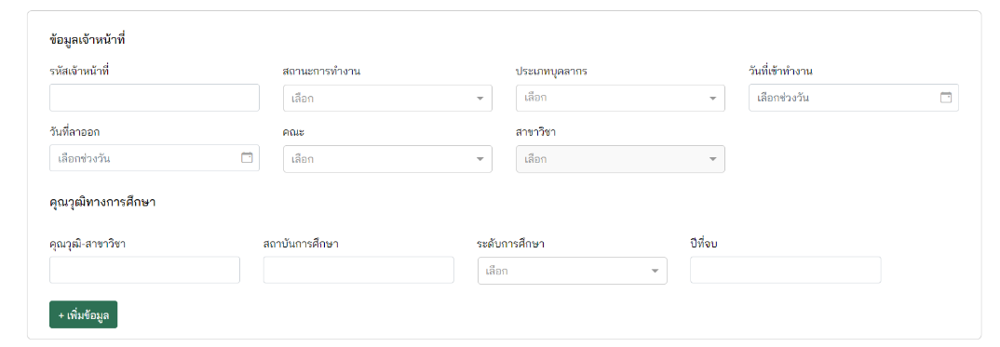 ข้อมูลเจ้าหน้าที่
รหัสเจ้าหน้าที่ สถานะการทำงาน ประเภทบุคลากร วันที่เข้าทำงาน
เลือก เลือก เลือกช่วงวัน
วันที่ลาออก คณะ สาขาวิชา
เลือกช่วงวัน เลือก เลือก
คุณวุฒิทางการศึกษา
คุณวุฒิ-สาขาวิชา สถาบันการศึกษา ระดับการศึกษา ปีที่จบ
เลือก
+ เพิ่มข้อมูล